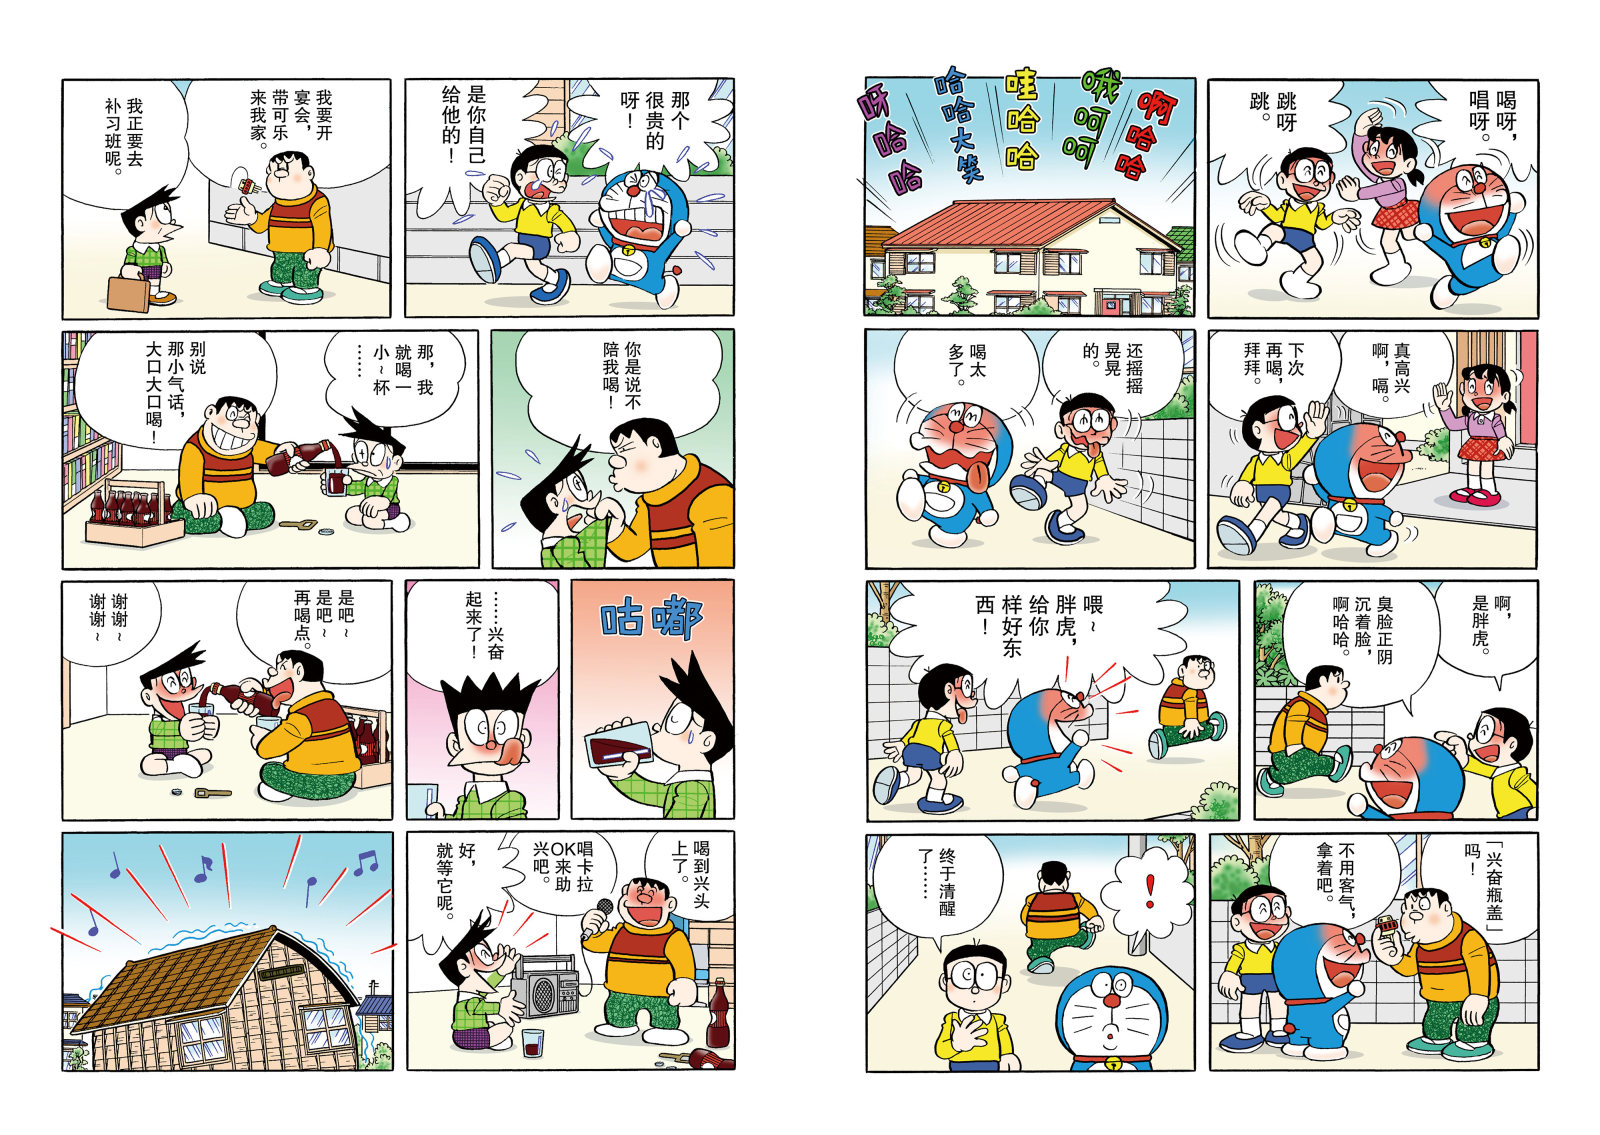 喝呀，
唱呀。
跳呀
跳。
啊哈哈
哦呵呵
哇哈哈
哈哈大笑
呀哈哈
真高兴
啊，嗝。
下次
再喝，
拜拜。
还摇摇
晃晃
的。
喝太
多了。
啊，
是胖虎。
臭脸正阴
沉着脸，
啊哈哈。
喂~
胖虎，
给你
样好东
西！
「兴奋瓶盖」
吗！
不用客气，
拿着吧。
！
终于清醒
了……
那个
很贵的
呀！
是你自己
给他的！
我要开
宴会，
带可乐
来我家。
我正要去
补习班呢。
你是说不
陪我喝！
那，我
就喝一
小~杯
……
别说
那小气话，
大口大口喝！
咕嘟
……兴奋
起来了！
是吧~
是吧~
再喝点。
谢谢~
谢谢~
喝到兴头
上了。
唱卡拉
OK来助
兴吧。
好，
就等它呢。